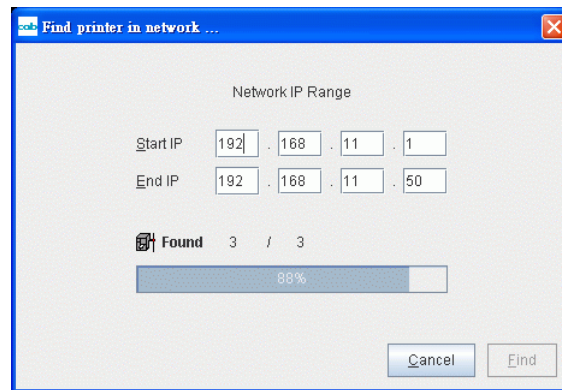 cab Find printer in network ...
Network IP Range
Start IP 192 . 168 . 11 . 1
End IP 192 . 168 . 11 . 50
Found 3 / 3
88%
Cancel Find